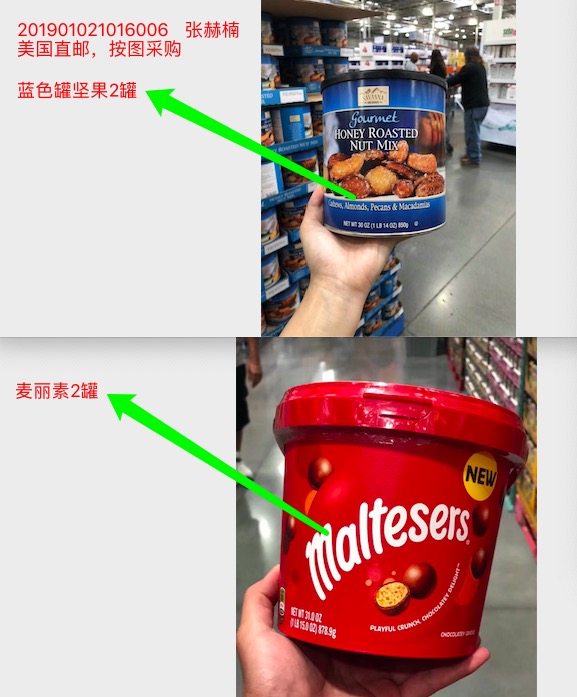 201901021016006 张赫楠
美国直邮，按图采购
蓝色罐坚果2罐
SAVANNA
Gourmet
HONEY ROASTED
NUT MIX
Cashews, Almonds, Pecans & Macadamias
NET WT 30 OZ (1 LB 14 OZ) 850g
麦丽素2罐
NEW
maltesers
NET WT 31.0 OZ
(1 LB 15.0 OZ) 878.9g
PLAYFUL CRUNCH, CHOCOLATEY DELIGHT™